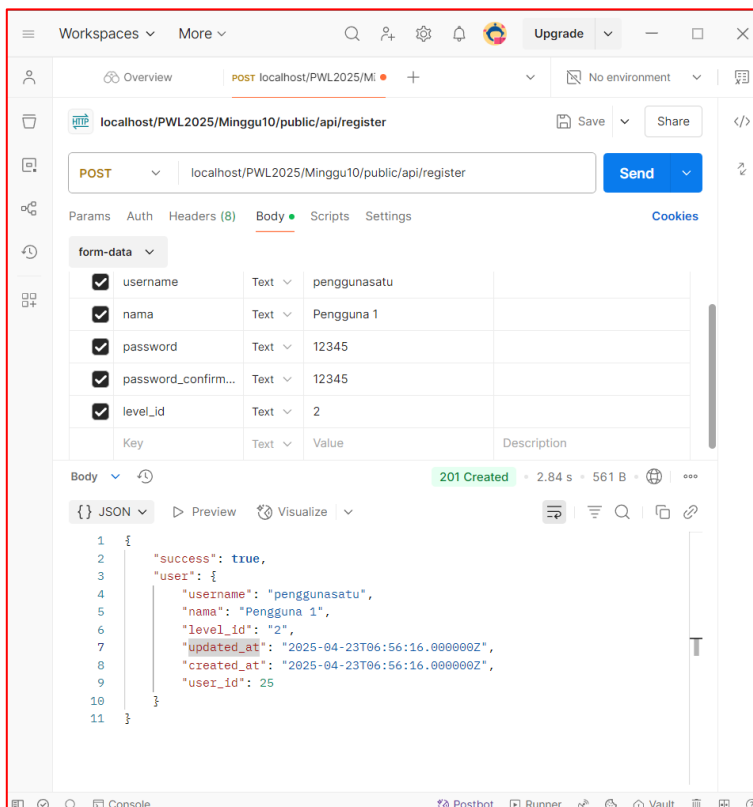 Workspaces More Upgrade
Overview POST localhost/PWL2025/Mi No environment
HTTP localhost/PWL2025/Minggu10/public/api/register Save Share
POST localhost/PWL2025/Minggu10/public/api/register Send
Params Auth Headers (8) Body Scripts Settings Cookies
form-data
username Text penggunasatu
nama Text Pengguna 1
password Text 12345
password_confirm... Text 12345
level_id Text 2
Key Text Value Description
Body 201 Created 2.84 s 561 B
{} JSON Preview Visualize
1 {
2 "success": true,
3 "user": {
4 "username": "penggunasatu",
5 "nama": "Pengguna 1",
6 "level_id": "2",
7 "updated_at": "2025-04-23T06:56:16.000000Z",
8 "created_at": "2025-04-23T06:56:16.000000Z",
9 "user_id": 25
10 }
11 }
Console Postbot Runner Vault